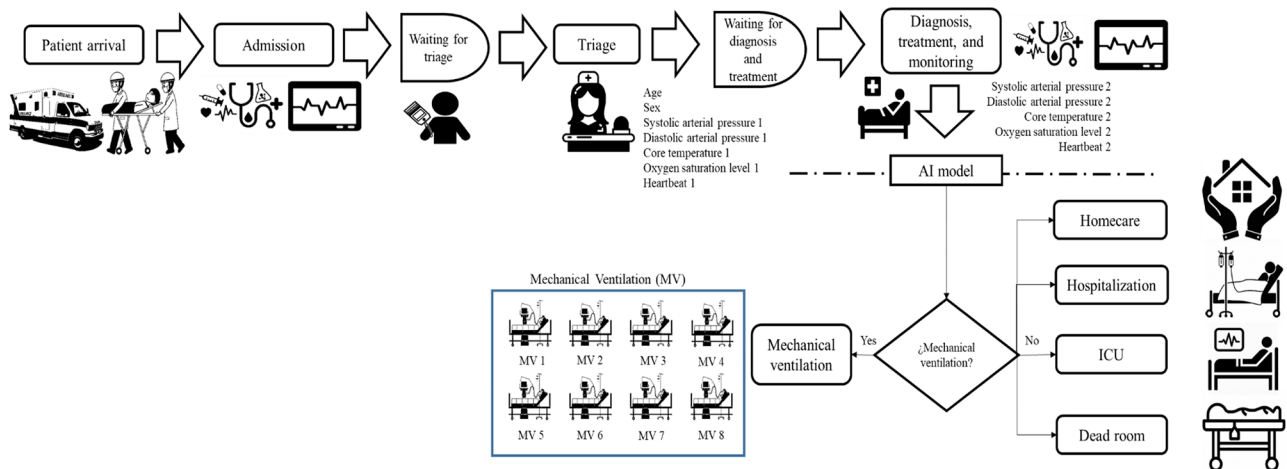 Patient arrival
Admission
Waiting for
triage
Triage
Waiting for
diagnosis
and
treatment
Diagnosis,
treatment, and
monitoring
Age
Sex
Systolic arterial pressure 1
Diastolic arterial pressure 1
Core temperature 1
Oxygen saturation level 1
Heartbeat 1
Systolic arterial pressure 2
Diastolic arterial pressure 2
Core temperature 2
Oxygen saturation level 2
Heartbeat 2
AI model
Homecare
Hospitalization
ICU
Dead room
¿Mechanical
ventilation?
Yes
No
Mechanical
ventilation
Mechanical Ventilation (MV)
MV 1
MV 2
MV 3
MV 4
MV 5
MV 6
MV 7
MV 8